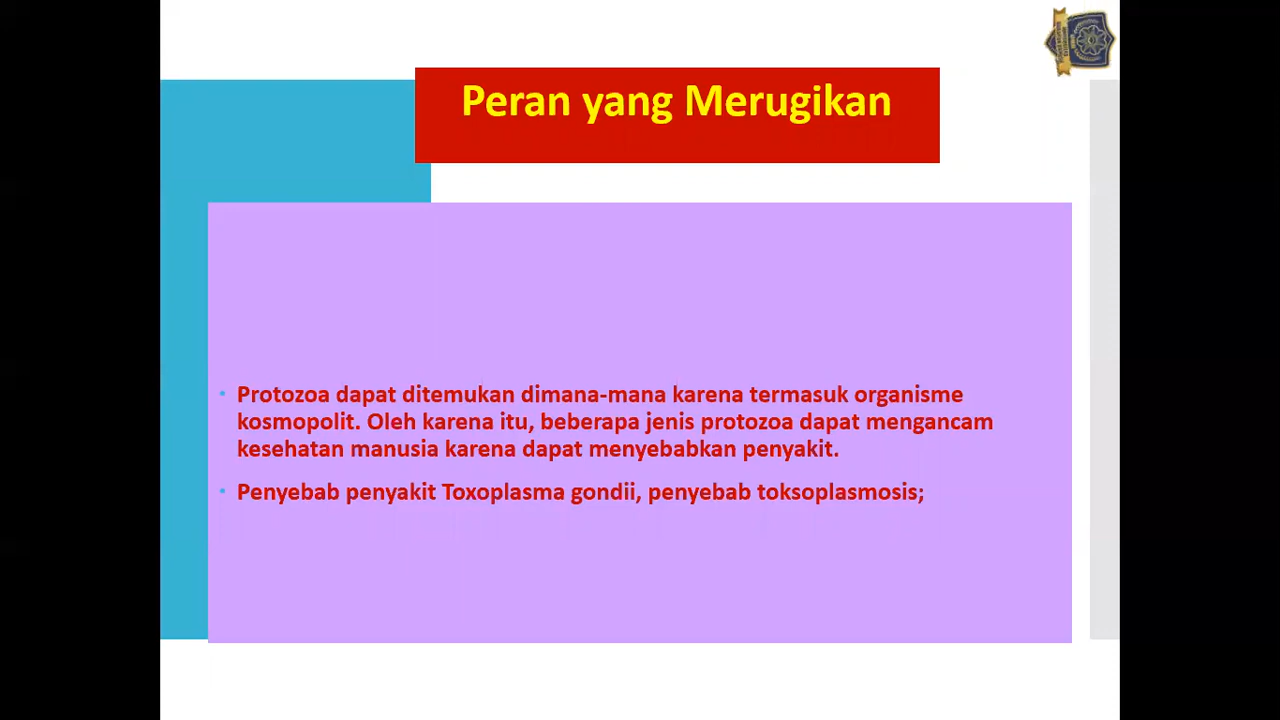 Peran yang Merugikan
• Protozoa dapat ditemukan dimana-mana karena termasuk organisme
kosmopolit. Oleh karena itu, beberapa jenis protozoa dapat mengancam
kesehatan manusia karena dapat menyebabkan penyakit.
• Penyebab penyakit Toxoplasma gondii, penyebab toksoplasmosis;